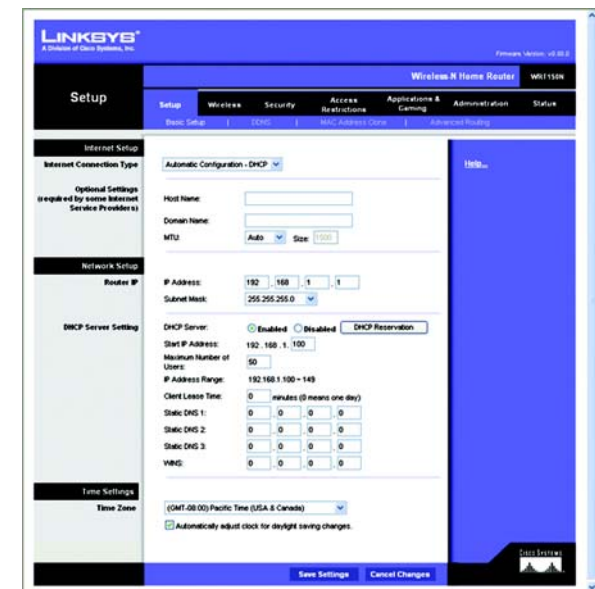 LINKSYS®
A Division of Cisco Systems, Inc.
Firmware Version: v0.00.0
Wireless-N Home Router WRT150N
Setup
Setup Wireless Security Access Restrictions Applications & Gaming Administration Status
Basic Setup | DDNS | MAC Address Clone | Advanced Routing
Internet Setup
Internet Connection Type Automatic Configuration - DHCP Help...
Optional Settings
(required by some Internet
Service Providers)
Host Name:
Domain Name:
MTU: Auto Size: 1500
Network Setup
Router IP IP Address: 192 . 168 . 1 . 1
Subnet Mask: 255.255.255.0
DHCP Server Setting DHCP Server: Enabled Disabled DHCP Reservation
Start IP Address: 192 . 168 . 1. 100
Maximum Number of
Users: 50
IP Address Range: 192.168.1.100 ~ 149
Client Lease Time: 0 minutes (0 means one day)
Static DNS 1: 0 . 0 . 0 . 0
Static DNS 2: 0 . 0 . 0 . 0
Static DNS 3: 0 . 0 . 0 . 0
WINS: 0 . 0 . 0 . 0
Time Settings
Time Zone (GMT-08:00) Pacific Time (USA & Canada)
Automatically adjust clock for daylight saving changes.
Save Settings Cancel Changes
Cisco Systems